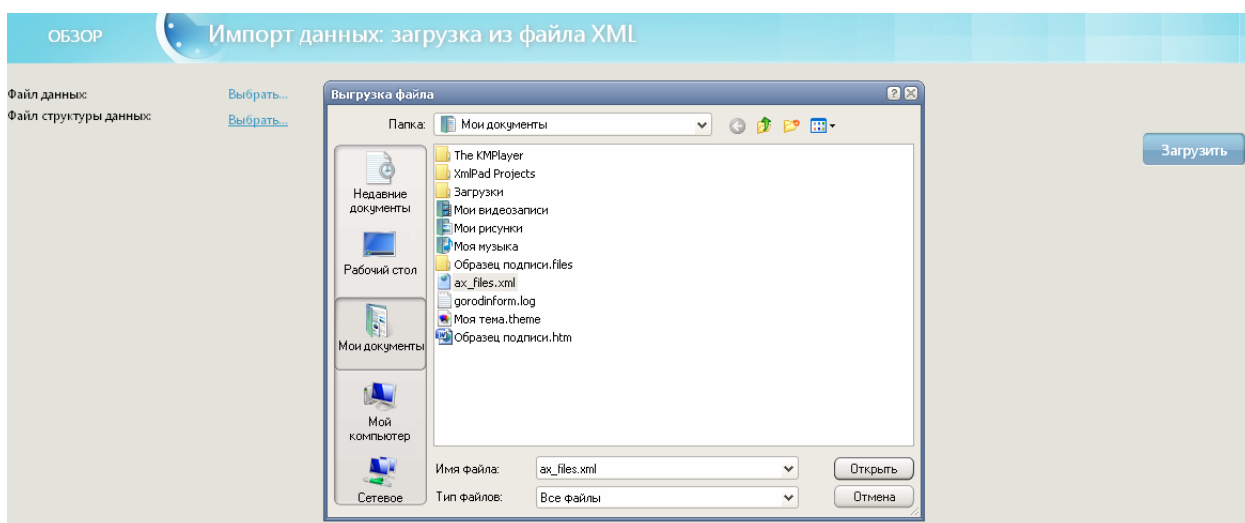 ОБЗОР
Импорт данных: загрузка из файла XML
Файл данных:
Выбрать...
Файл структуры данных:
Выбрать...
Загрузить
Выгрузка файла
Папка:
Мои документы
Недавние документы
Рабочий стол
Мои документы
Мой компьютер
Сетевое
The KMPlayer
XmlPad Projects
Загрузки
Мои видеозаписи
Мои рисунки
Моя музыка
Образец подписи.files
ax_files.xml
gorodinform.log
Моя тема.theme
Образец подписи.htm
Имя файла:
ax_files.xml
Открыть
Тип файлов:
Все файлы
Отмена